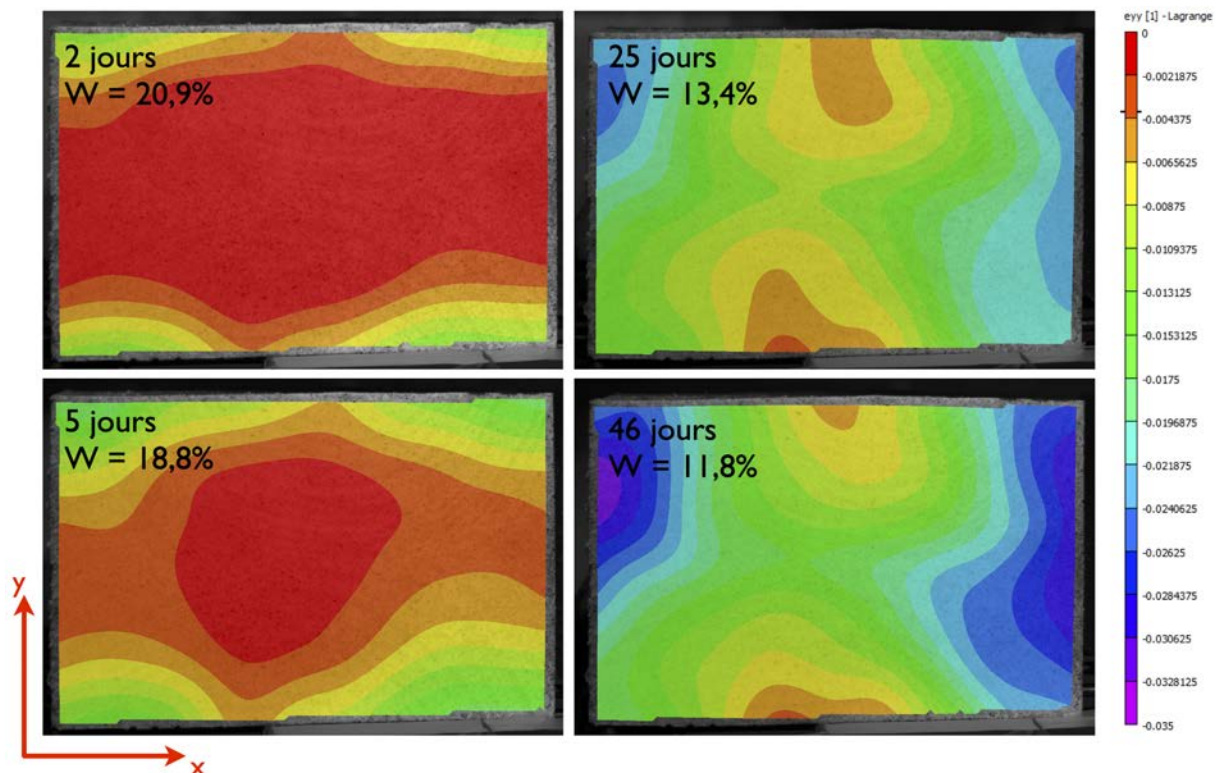 2 jours
W = 20,9%
25 jours
W = 13,4%
5 jours
W = 18,8%
46 jours
W = 11,8%
y
x
eyy [1] - Lagrange
0
-0.0021875
-0.004375
-0.0065625
-0.00875
-0.0109375
-0.013125
-0.0153125
-0.0175
-0.0196875
-0.021875
-0.0240625
-0.02625
-0.0284375
-0.030625
-0.0328125
-0.035